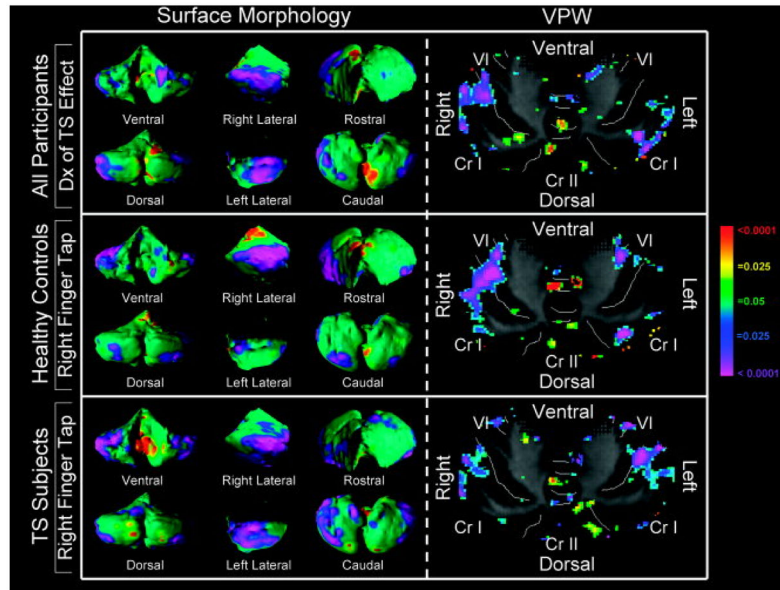 Surface Morphology
VPW
All Participants
Dx of TS Effect
Ventral
Right Lateral
Rostral
Dorsal
Left Lateral
Caudal
Ventral
VI
VI
Right
Left
Cr I
Cr I
Cr II
Dorsal
Healthy Controls
Right Finger Tap
Ventral
Right Lateral
Rostral
Dorsal
Left Lateral
Caudal
Ventral
VI
VI
Right
Left
Cr I
Cr I
Cr II
Dorsal
TS Subjects
Right Finger Tap
Ventral
Right Lateral
Rostral
Dorsal
Left Lateral
Caudal
Ventral
VI
VI
Right
Left
Cr I
Cr I
Cr II
Dorsal
<0.0001
=0.025
=0.05
=0.025
< 0.0001